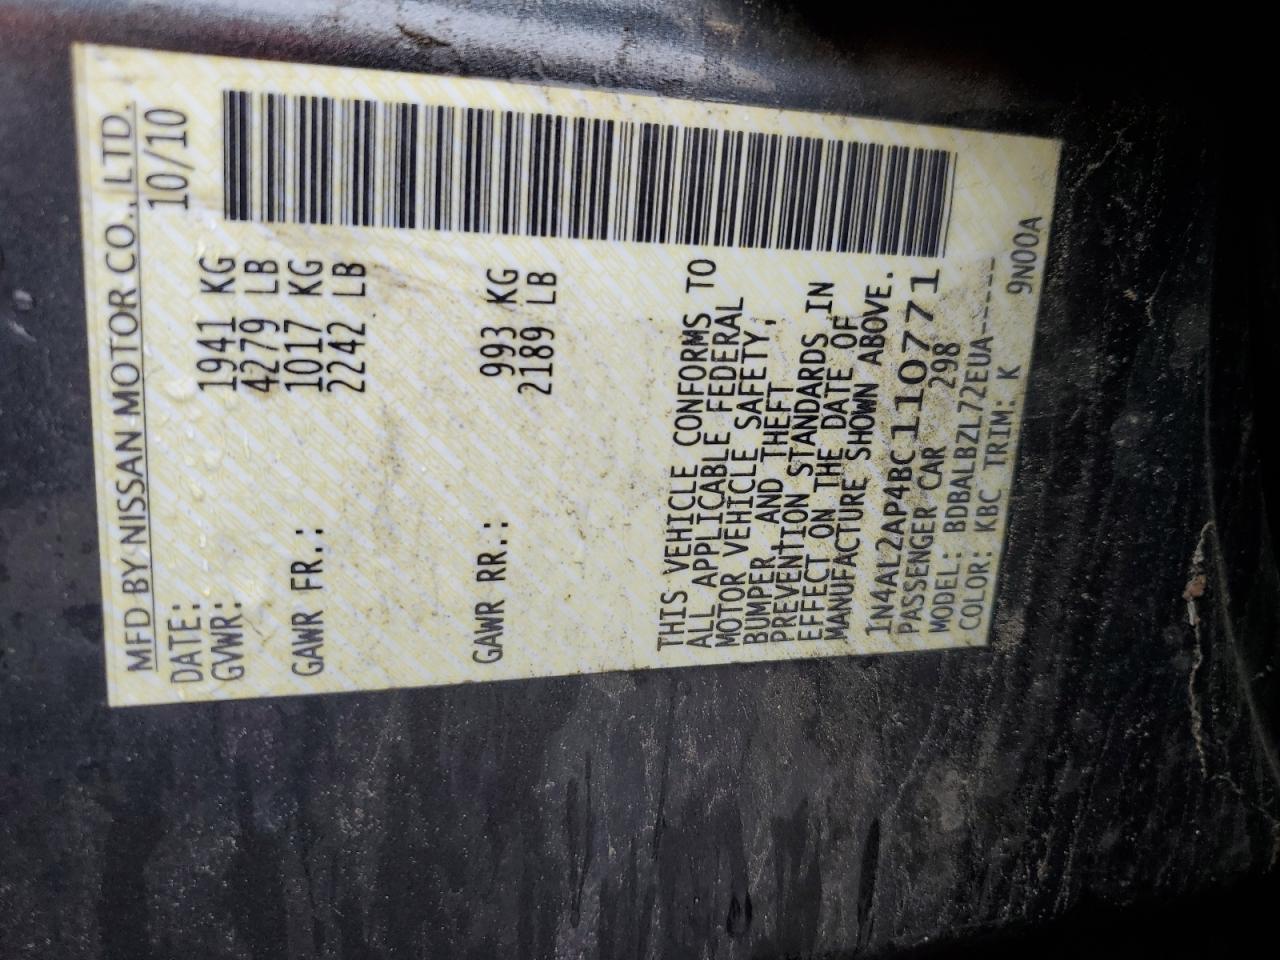 MFD BY NISSAN MOTOR CO., LTD.
DATE: 10/10
GVWR: 1941 KG
4279 LB
GAWR FR.: 1017 KG
2242 LB
GAWR RR.: 993 KG
2189 LB
THIS VEHICLE CONFORMS TO
ALL APPLICABLE FEDERAL
MOTOR VEHICLE SAFETY,
BUMPER, AND THEFT
PREVENTION STANDARDS IN
EFFECT ON THE DATE OF
MANUFACTURE SHOWN ABOVE.
1N4AL2AP4BC110771
PASSENGER CAR 298
MODEL: BDBALBZL72EUA-----
COLOR: KBC TRIM: K
9N00A